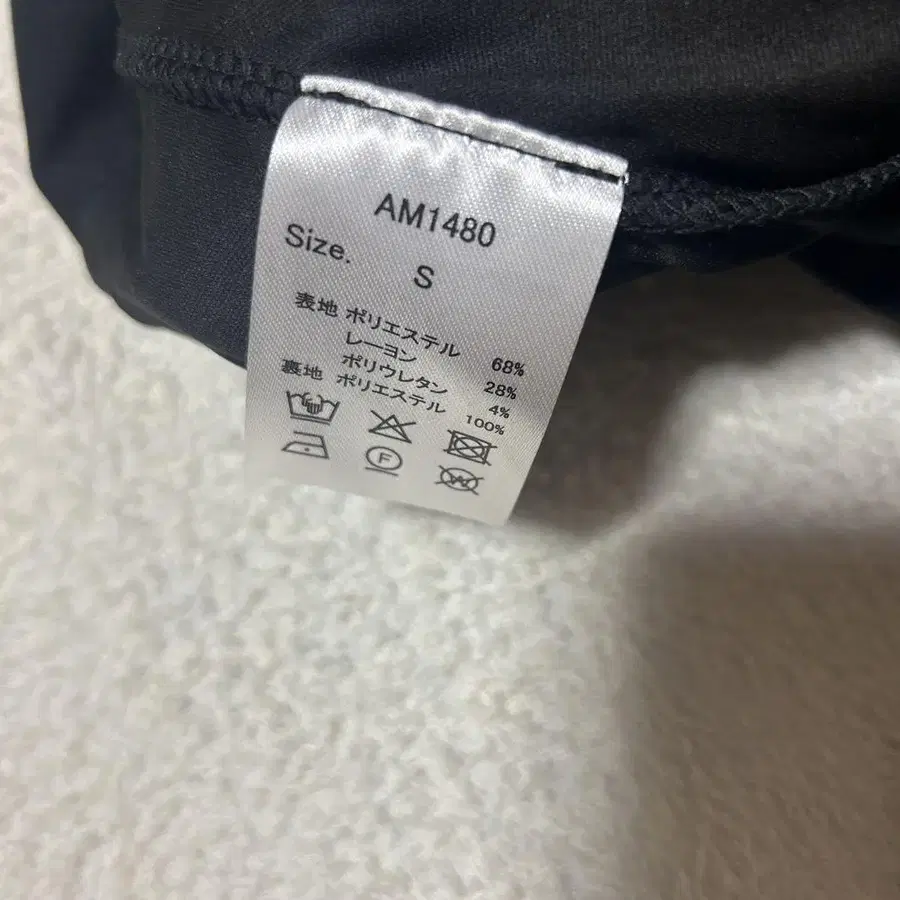 AM1480
Size. S
表地 ポリエステル 68%
レーヨン 28%
ポリウレタン 4%
裏地 ポリエステル 100%
F
W